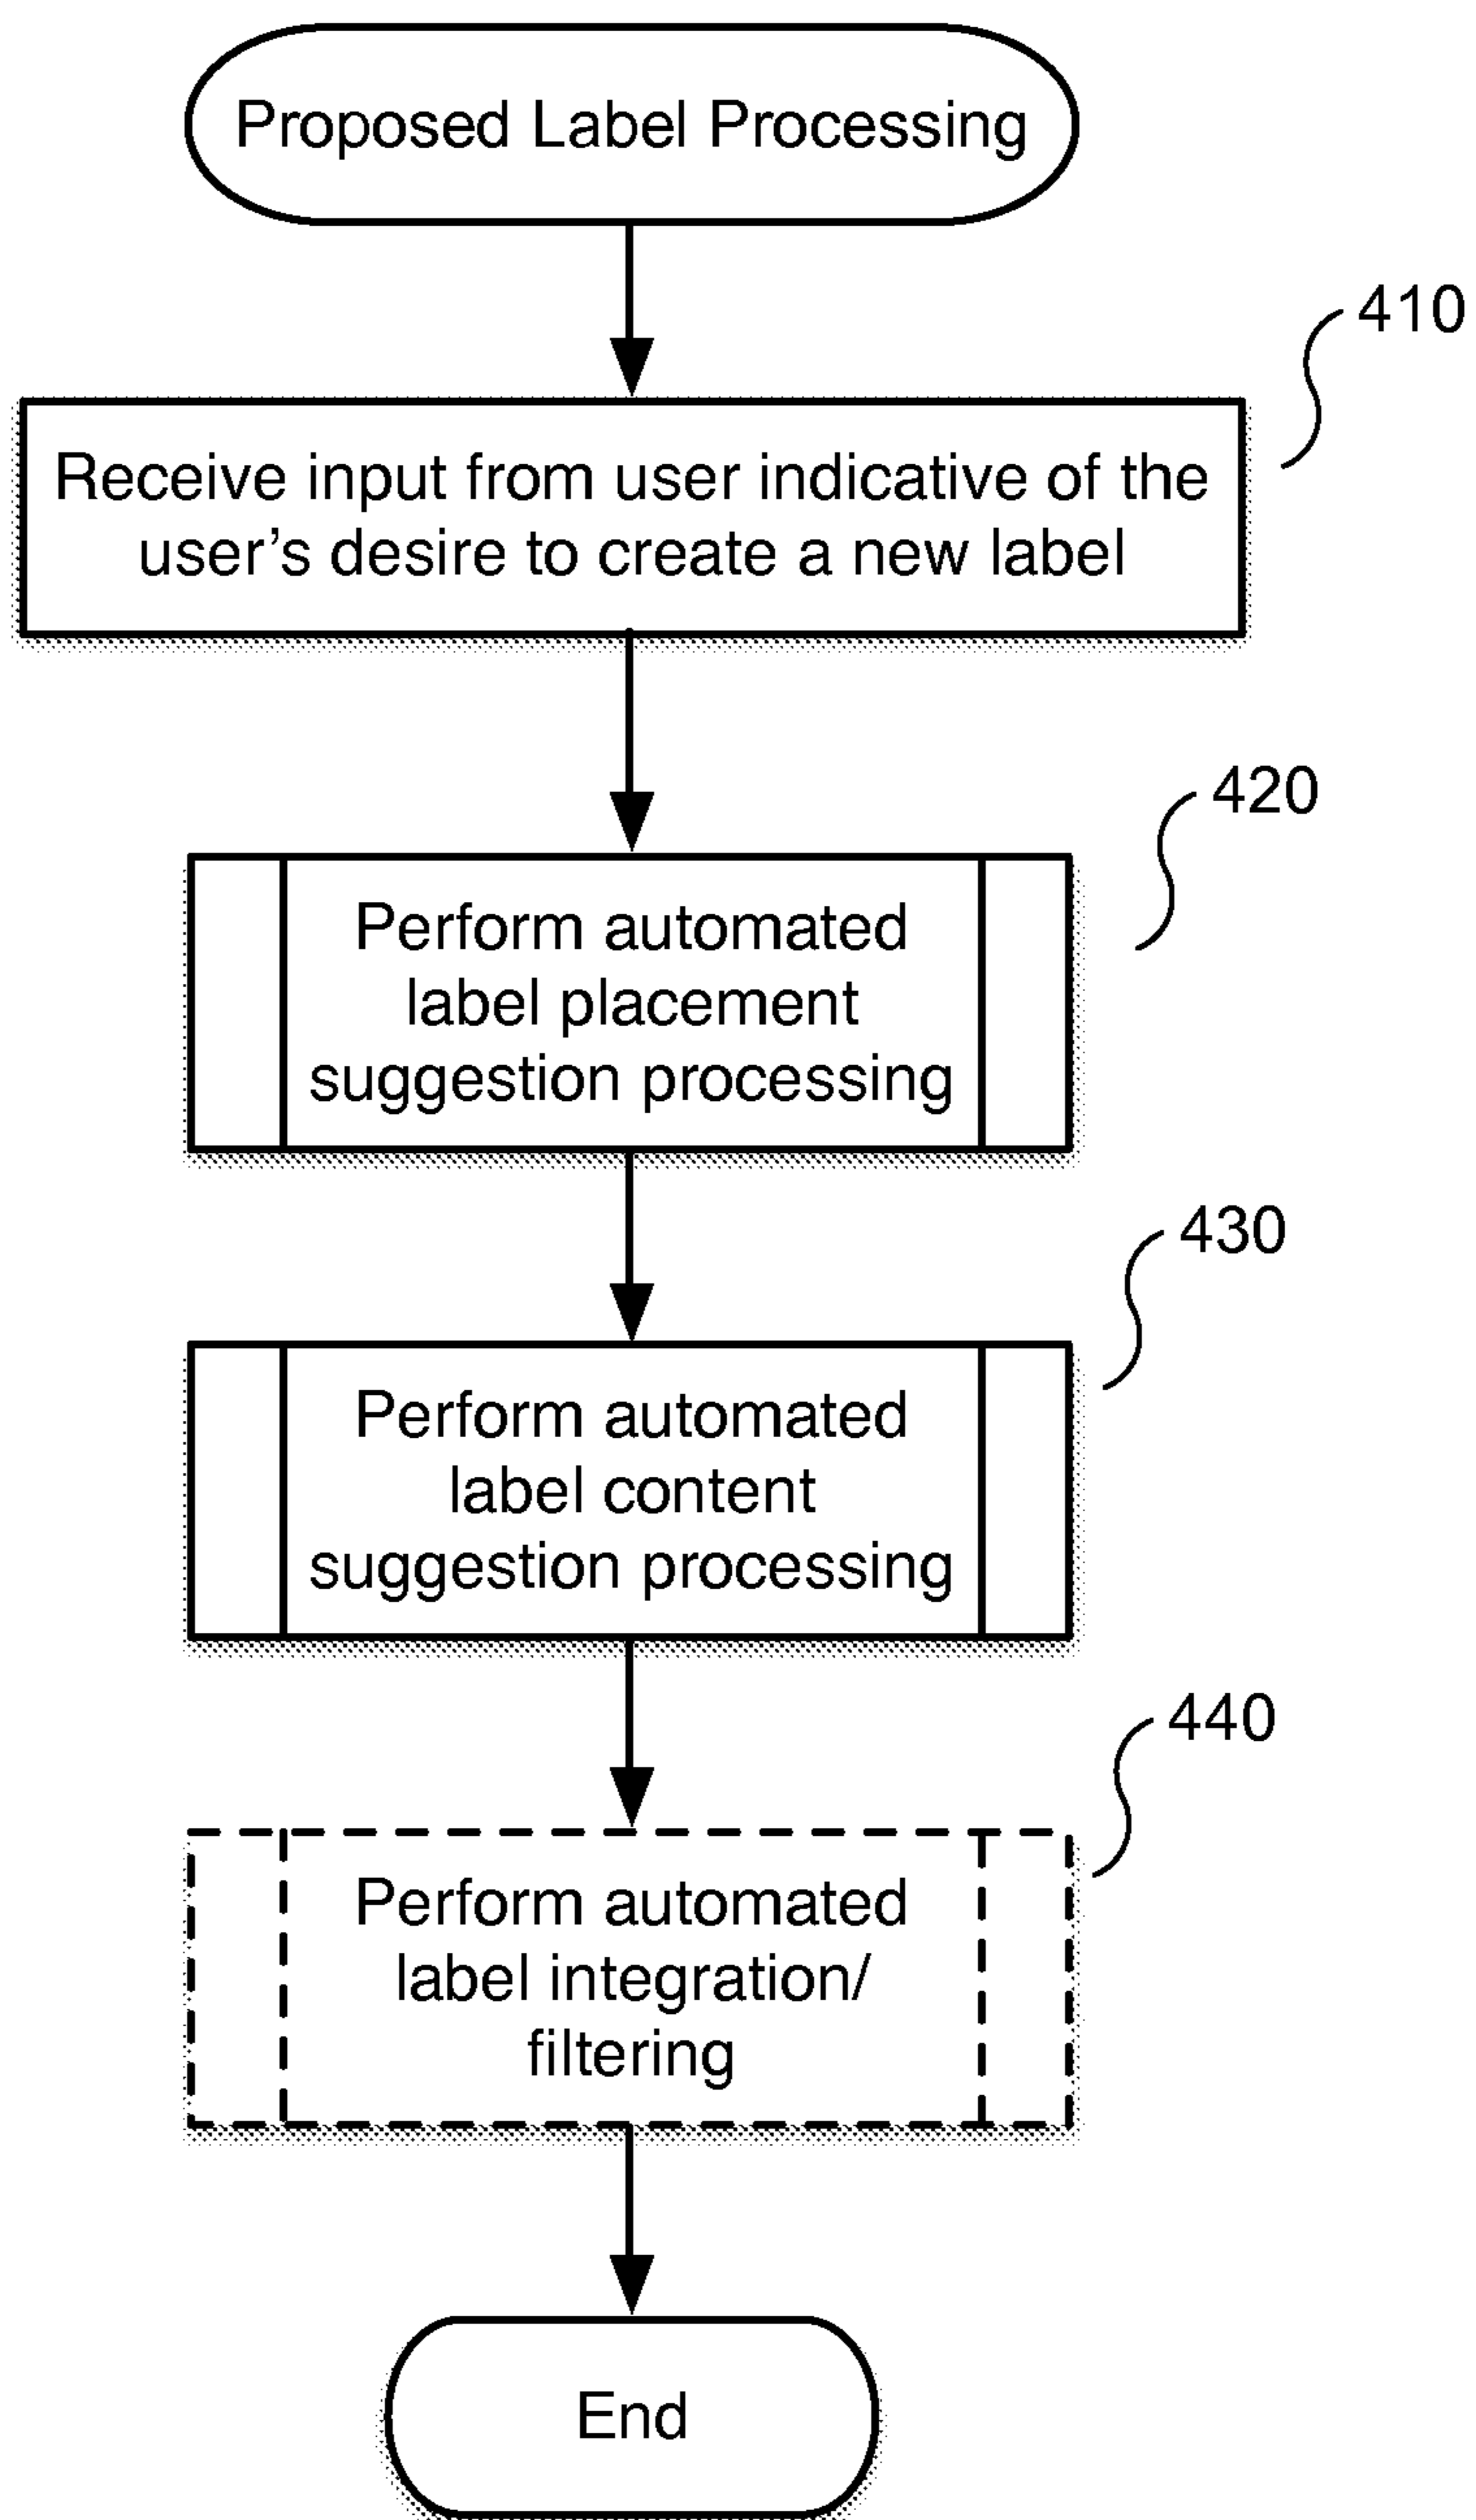 Proposed Label Processing
410
Receive input from user indicative of the
user's desire to create a new label
420
Perform automated
label placement
suggestion processing
430
Perform automated
label content
suggestion processing
440
Perform automated
label integration/
filtering
End